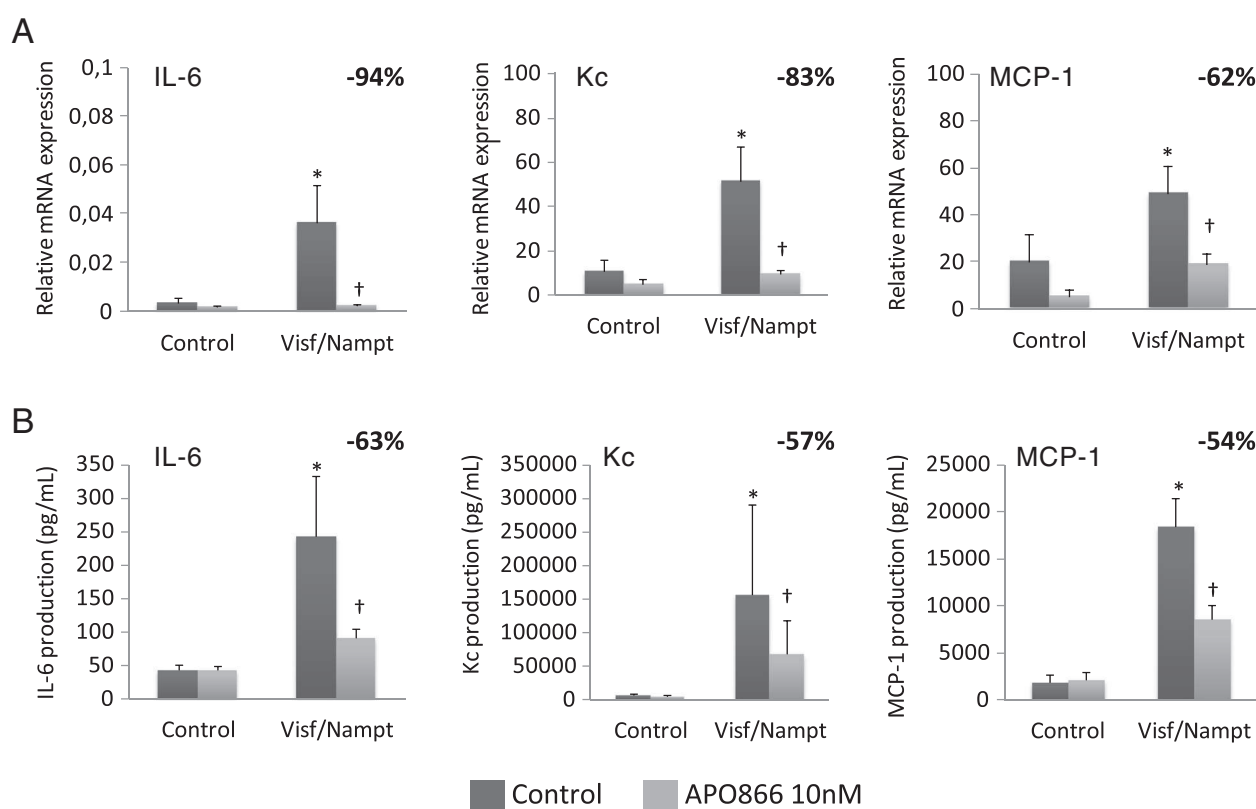 A
IL-6
-94%
Relative mRNA expression
0,1
0,08
0,06
0,04
0,02
0
*
†
Control
Visf/Nampt
Kc
-83%
Relative mRNA expression
100
80
60
40
20
0
*
†
Control
Visf/Nampt
MCP-1
-62%
Relative mRNA expression
100
80
60
40
20
0
*
†
Control
Visf/Nampt
B
IL-6
-63%
IL-6 production (pg/mL)
350
300
250
200
150
100
50
0
*
†
Control
Visf/Nampt
Kc
-57%
Kc production (pg/mL)
350000
300000
250000
200000
150000
100000
50000
0
*
†
Control
Visf/Nampt
MCP-1
-54%
MCP-1 production (pg/mL)
25000
20000
15000
10000
5000
0
*
†
Control
Visf/Nampt
Control
APO866 10nM